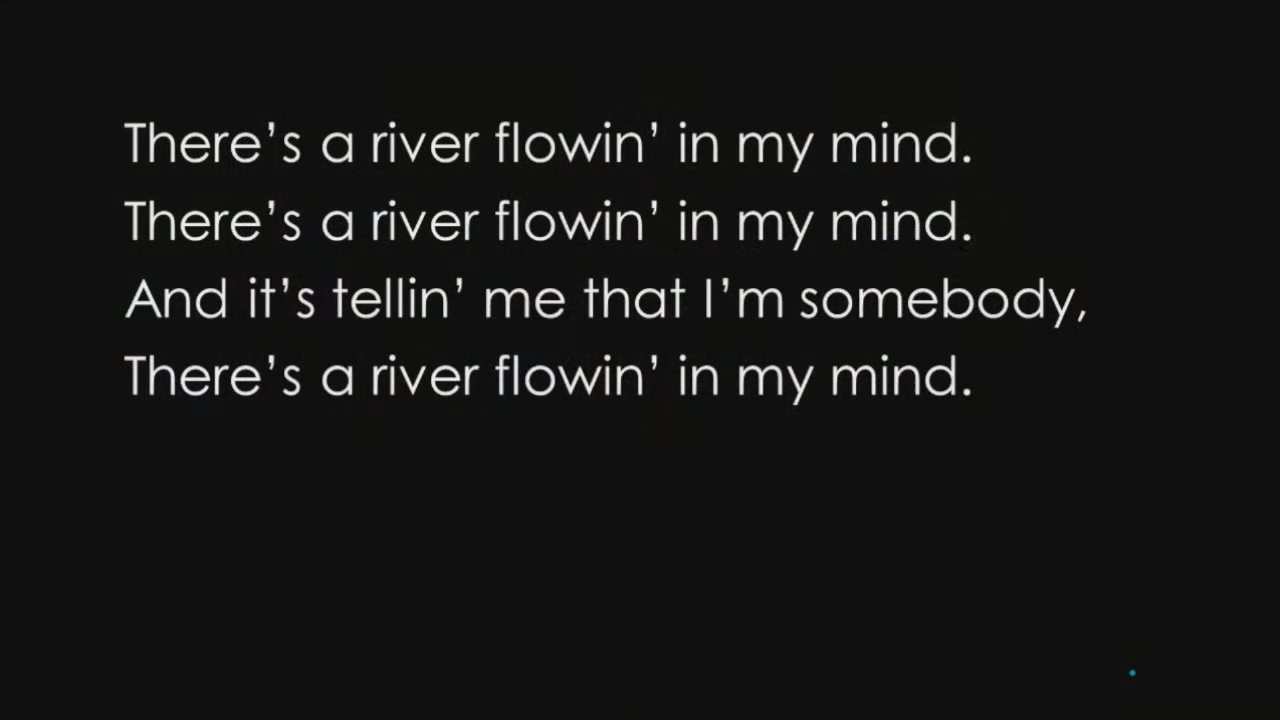 There’s a river flowin’ in my mind.
There’s a river flowin’ in my mind.
And it’s tellin’ me that I’m somebody,
There’s a river flowin’ in my mind.